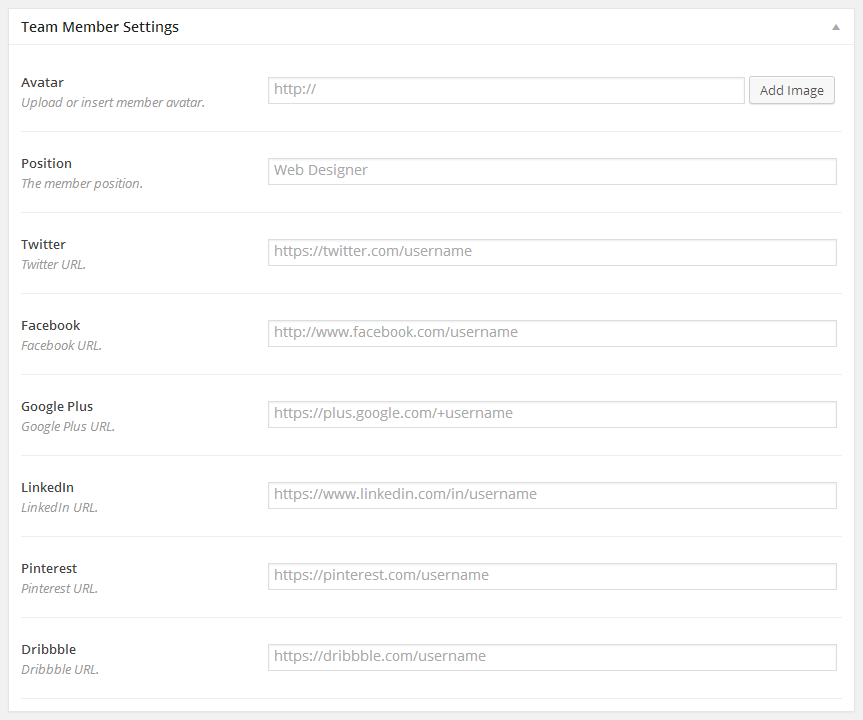 Team Member Settings
Avatar
Upload or insert member avatar.
http://
Add Image
Position
The member position.
Web Designer
Twitter
Twitter URL.
https://twitter.com/username
Facebook
Facebook URL.
http://www.facebook.com/username
Google Plus
Google Plus URL.
https://plus.google.com/+username
LinkedIn
LinkedIn URL.
https://www.linkedin.com/in/username
Pinterest
Pinterest URL.
https://pinterest.com/username
Dribbble
Dribbble URL.
https://dribbble.com/username